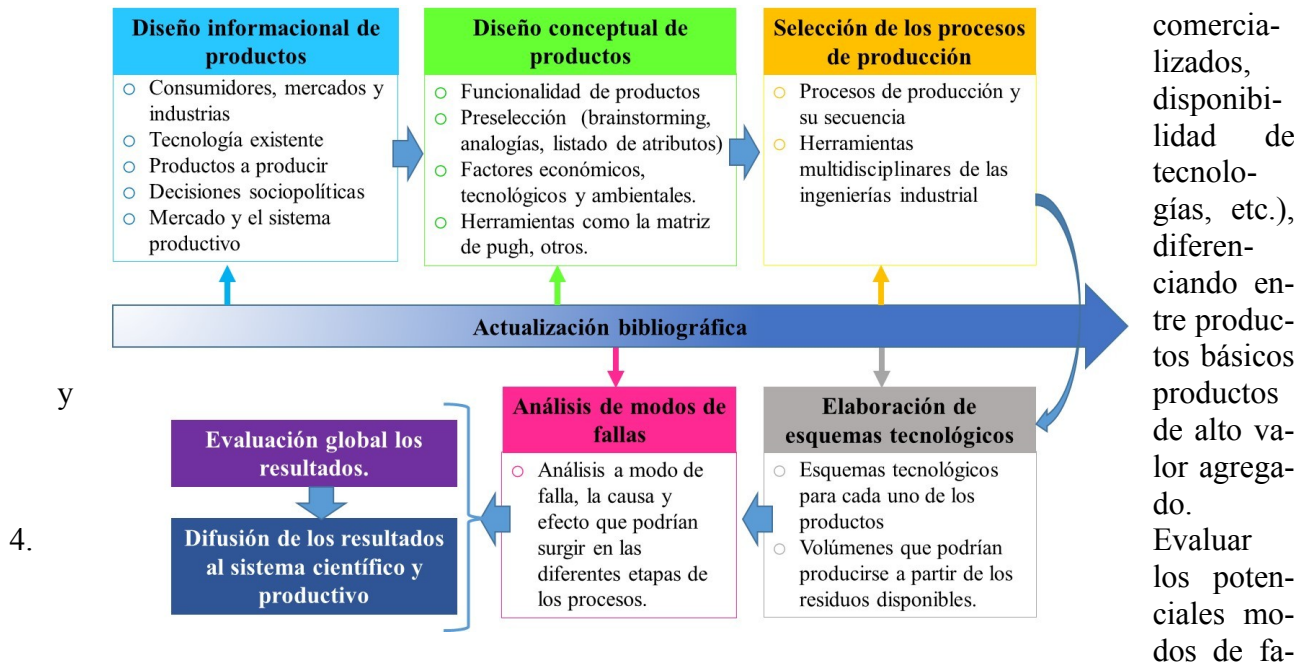 Diseño informacional de
productos
○ Consumidores, mercados y
industrias
○ Tecnología existente
○ Productos a producir
○ Decisiones sociopolíticas
○ Mercado y el sistema
productivo
Diseño conceptual de
productos
○ Funcionalidad de productos
○ Preselección (brainstorming,
analogías, listado de atributos)
○ Factores económicos,
tecnológicos y ambientales.
○ Herramientas como la matriz
de pugh, otros.
Selección de los procesos
de producción
○ Procesos de producción y
su secuencia
○ Herramientas
multidisciplinares de las
ingenierías industrial
Actualización bibliográfica
Elaboración de
esquemas tecnológicos
○ Esquemas tecnológicos
para cada uno de los
productos
○ Volúmenes que podrían
producirse a partir de los
residuos disponibles.
Análisis de modos de
fallas
○ Análisis a modo de
falla, la causa y
efecto que podrían
surgir en las
diferentes etapas de
los procesos.
Evaluación global los
resultados.
Difusión de los resultados
al sistema científico y
productivo
comercia-
lizados,
disponibi-
lidad de
tecnolo-
gías, etc.),
diferen-
ciando en-
tre produc-
tos básicos
y productos
de alto va-
lor agrega-
do.
4. Evaluar
los poten-
ciales mo-
dos de fa-